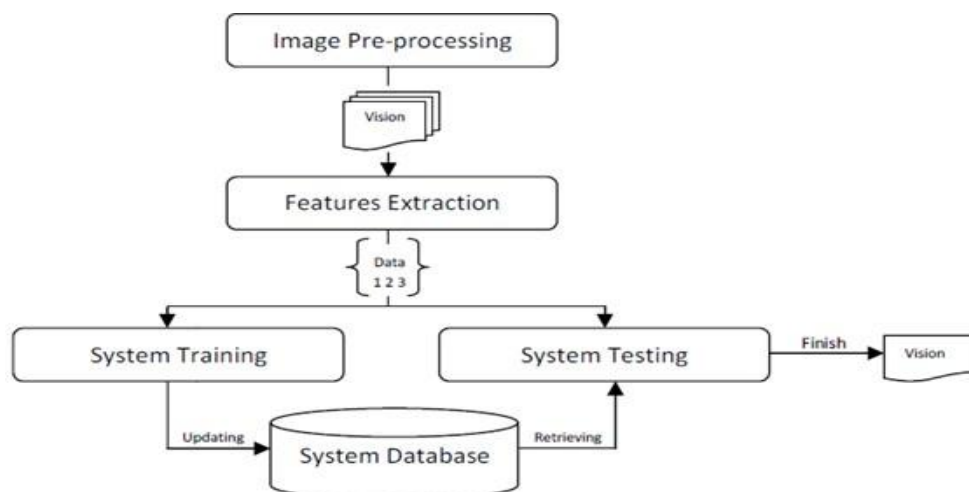 Image Pre-processing
Vision
Features Extraction
Data
1 2 3
System Training
System Testing
Finish
Vision
Updating
System Database
Retrieving